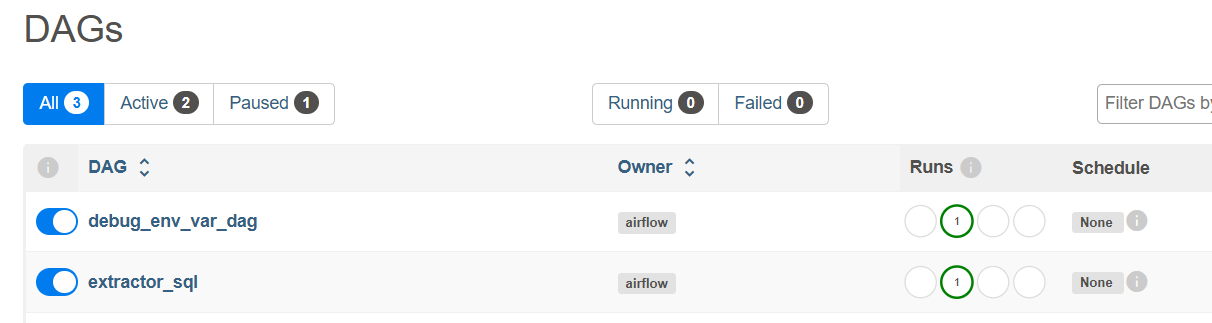 DAGs
All 3 Active 2 Paused 1 Running 0 Failed 0 Filter DAGs by
DAG Owner Runs Schedule
debug_env_var_dag airflow 1 None
extractor_sql airflow 1 None